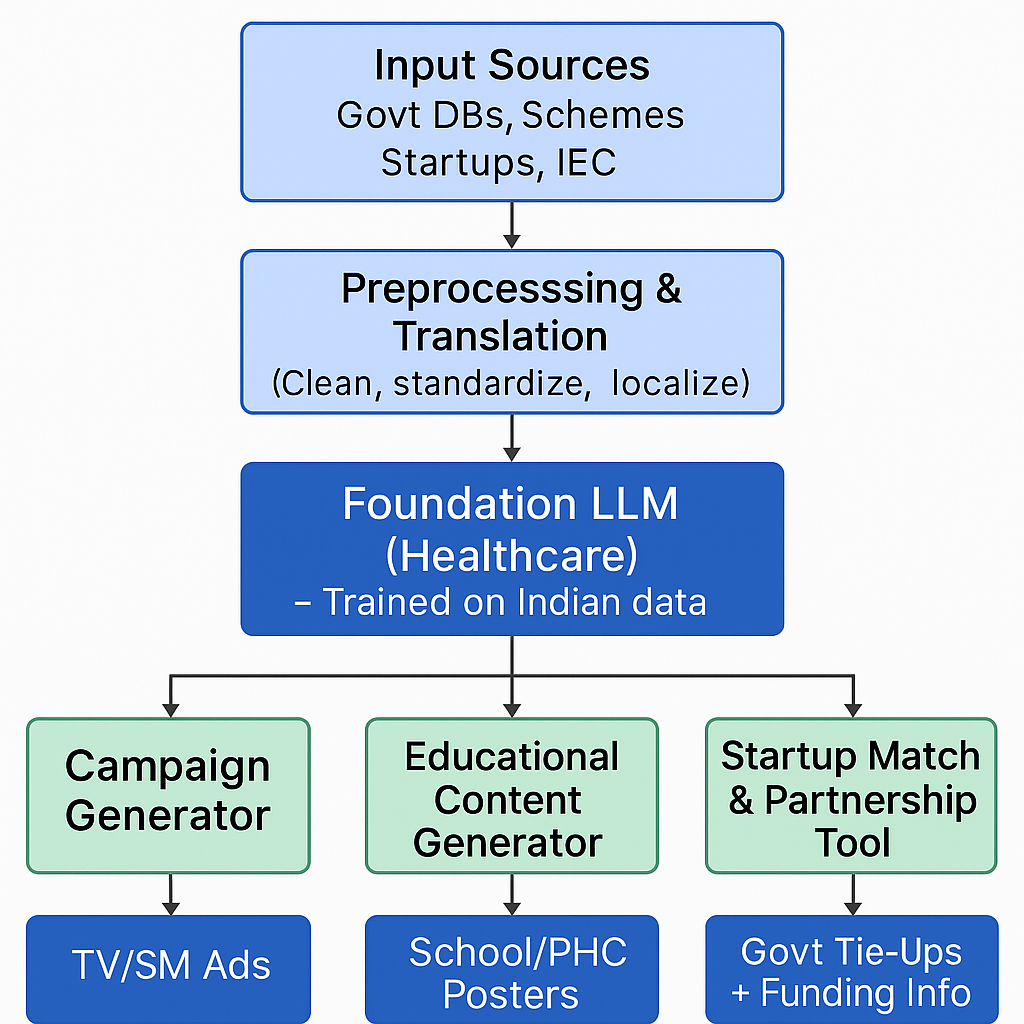 Input Sources
Govt DBs, Schemes
Startups, IEC
Preprocesssing &
Translation
(Clean, standardize, localize)
Foundation LLM
(Healthcare)
– Trained on Indian data
Campaign
Generator
Educational
Content
Generator
Startup Match
& Partnership
Tool
TV/SM Ads
School/PHC
Posters
Govt Tie-Ups
+ Funding Info